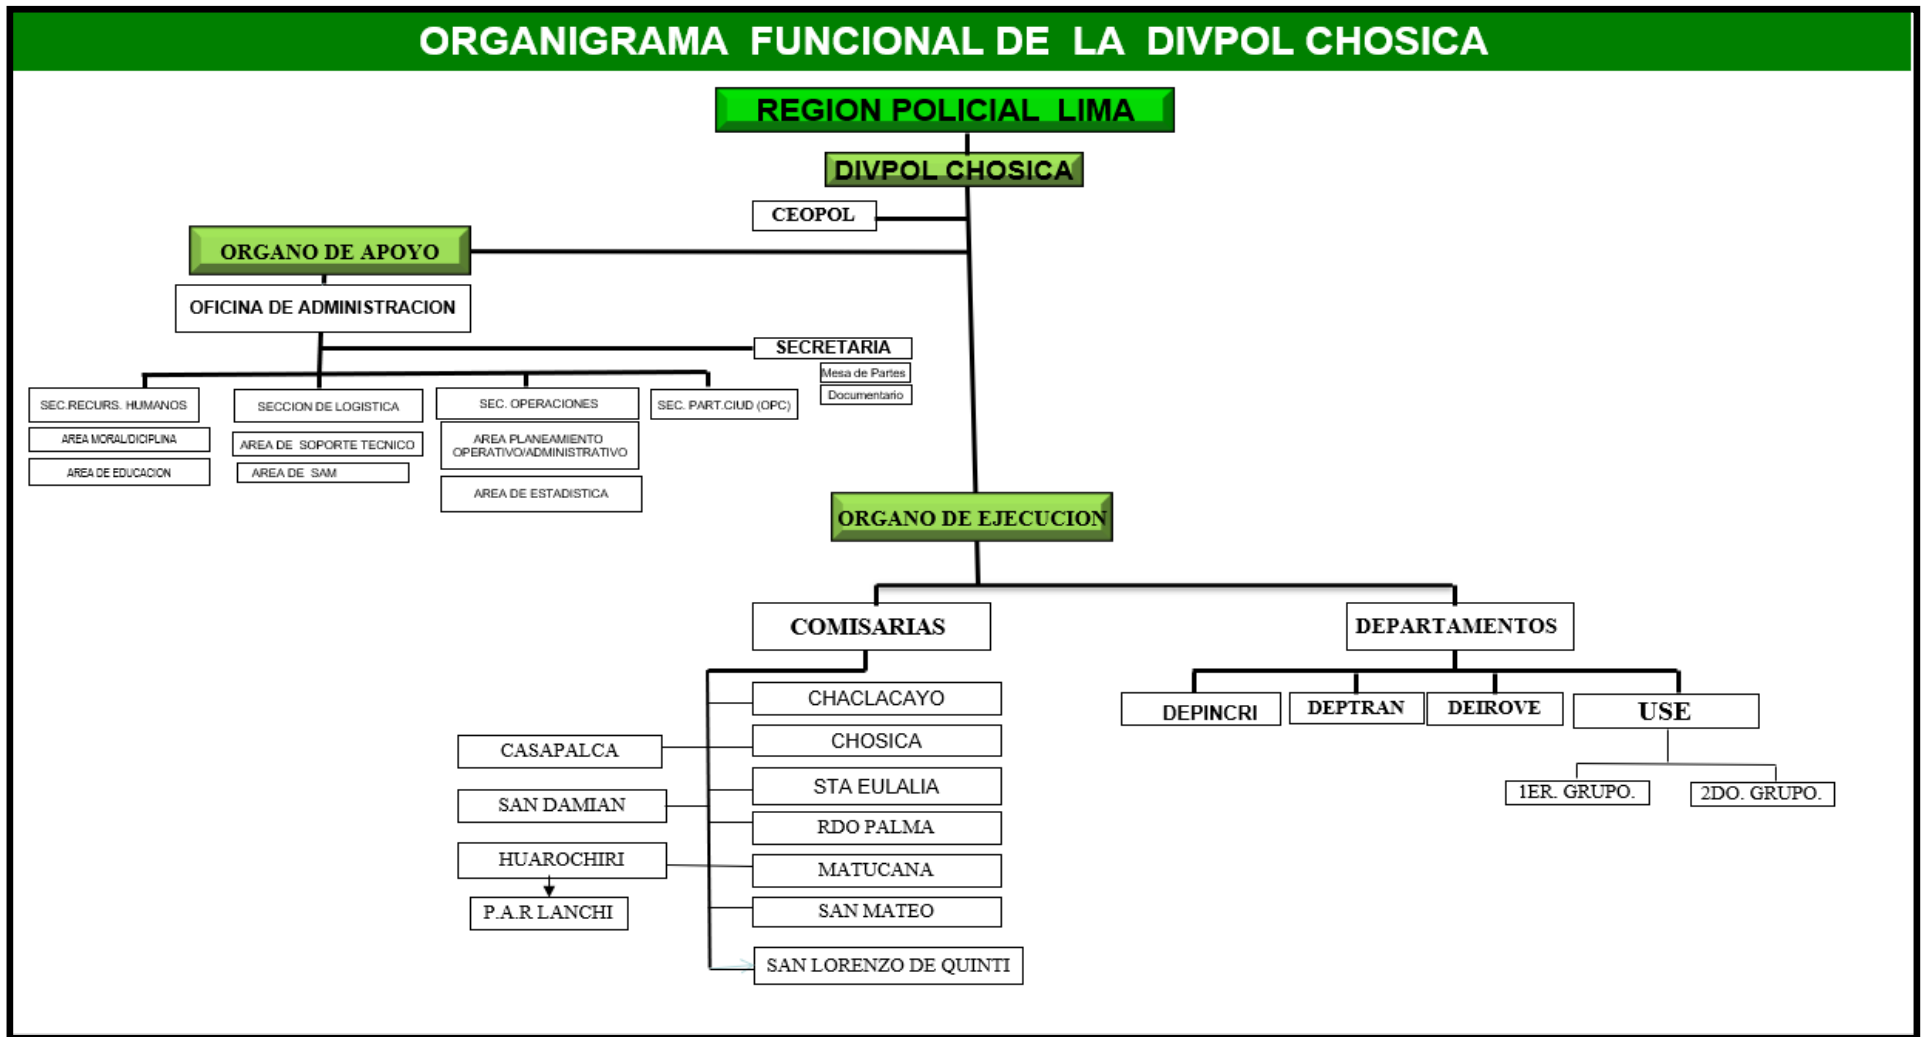 ORGANIGRAMA FUNCIONAL DE LA DIVPOL CHOSICA
REGION POLICIAL LIMA
DIVPOL CHOSICA
CEOPOL
ORGANO DE APOYO
OFICINA DE ADMINISTRACION
SECRETARIA
Mesa de Partes
Documentario
SEC.RECURS. HUMANOS
AREA MORAL/DICIPLINA
AREA DE EDUCACION
SECCION DE LOGISTICA
AREA DE SOPORTE TECNICO
AREA DE SAM
SEC. OPERACIONES
AREA PLANEAMIENTO
OPERATIVO/ADMINISTRATIVO
AREA DE ESTADISTICA
SEC. PART.CIUD (OPC)
ORGANO DE EJECUCION
COMISARIAS
CHACLACAYO
CHOSICA
STA EULALIA
RDO PALMA
MATUCANA
SAN MATEO
SAN LORENZO DE QUINTI
CASAPALCA
SAN DAMIAN
HUAROCHIRI
P.A.R LANCHI
DEPARTAMENTOS
DEPINCRI
DEPTRAN
DEIROVE
USE
1ER. GRUPO.
2DO. GRUPO.